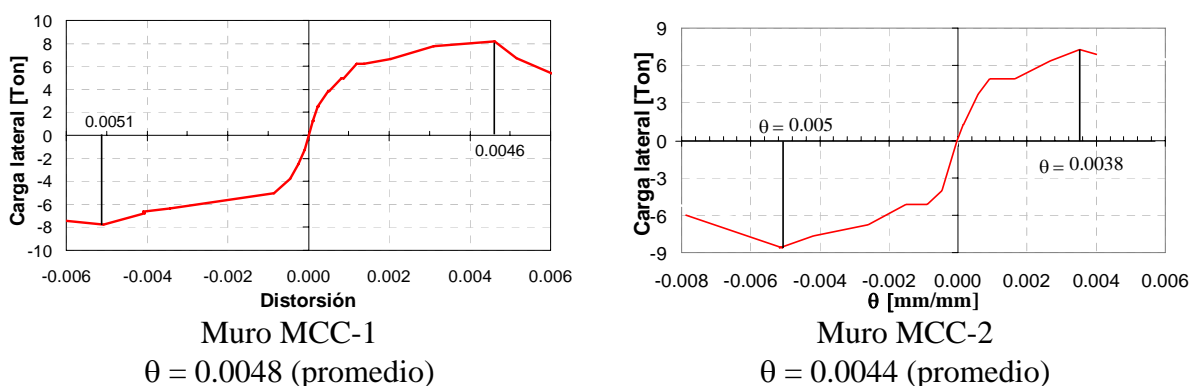 10
8
6
4
2
0
-2
-4
-6
-8
-10
Carga lateral [Ton]
0.0051
0.0046
-0.006 -0.004 -0.002 0.000 0.002 0.004 0.006
Distorsión
Muro MCC-1
θ = 0.0048 (promedio)
9
6
3
0
-3
-6
-9
Carga lateral [Ton]
θ = 0.005
θ = 0.0038
-0.008 -0.006 -0.004 -0.002 0.000 0.002 0.004 0.006
θ [mm/mm]
Muro MCC-2
θ = 0.0044 (promedio)